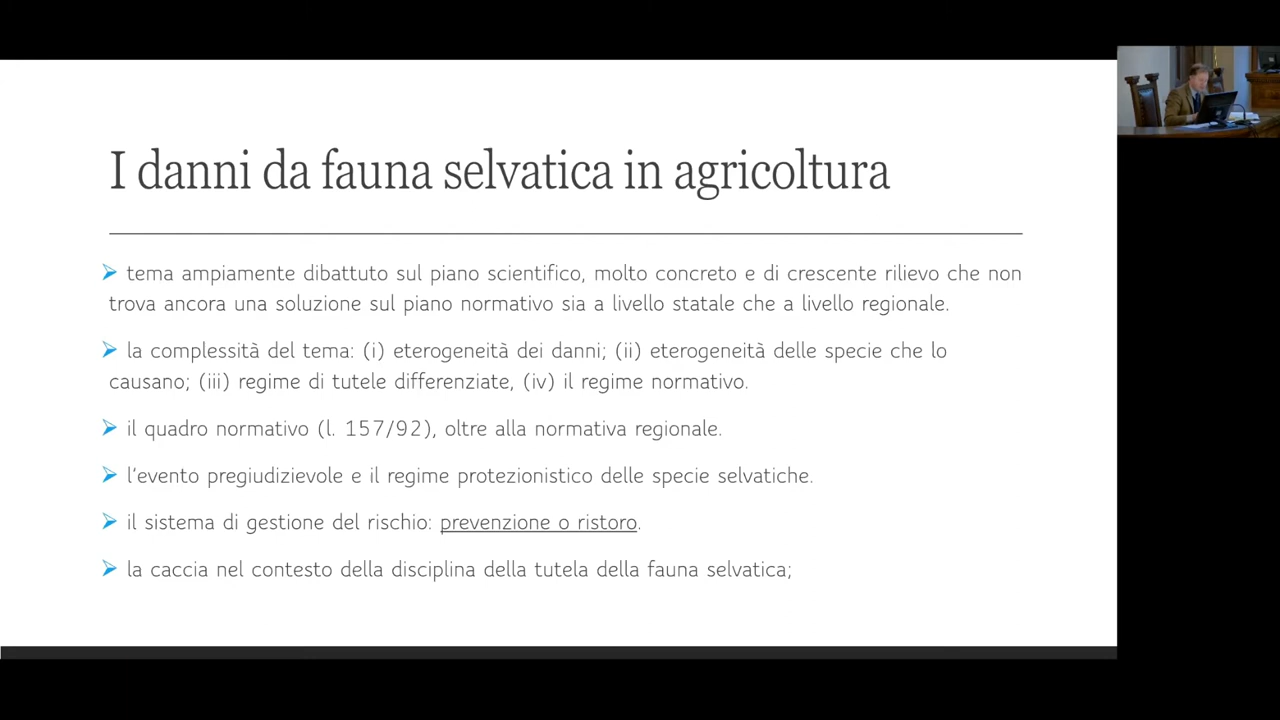 I danni da fauna selvatica in agricoltura
➢ tema ampiamente dibattuto sul piano scientifico, molto concreto e di crescente rilievo che non
trova ancora una soluzione sul piano normativo sia a livello statale che a livello regionale.
➢ la complessità del tema: (i) eterogeneità dei danni; (ii) eterogeneità delle specie che lo
causano; (iii) regime di tutele differenziate, (iv) il regime normativo.
➢ il quadro normativo (l. 157/92), oltre alla normativa regionale.
➢ l’evento pregiudizievole e il regime protezionistico delle specie selvatiche.
➢ il sistema di gestione del rischio: prevenzione o ristoro.
➢ la caccia nel contesto della disciplina della tutela della fauna selvatica;